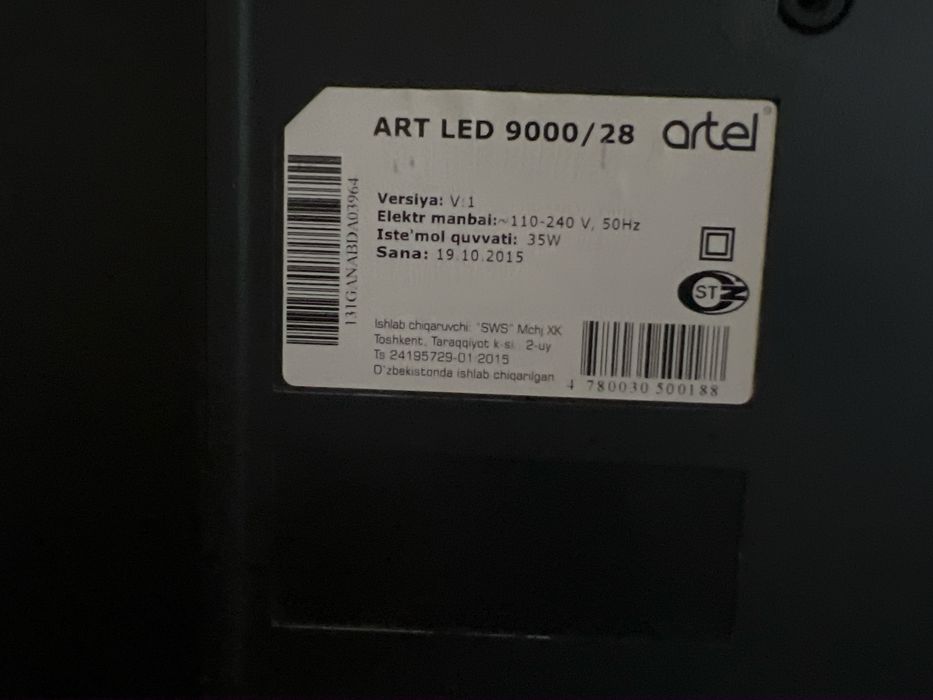 ART LED 9000/28 artel®
Versiya: V:1
Elektr manbai:~110-240 V, 50Hz
Iste'mol quvvati: 35W
Sana: 19.10.2015
131GANABDA03964
STZ
Ishlab chiqaruvchi: "SWS" Mchj XK
Toshkent, Taraqqiyot k-si, 2-uy
Ts 24195729-01:2015
O'zbekistonda ishlab chiqarilgan
4 780030 500188